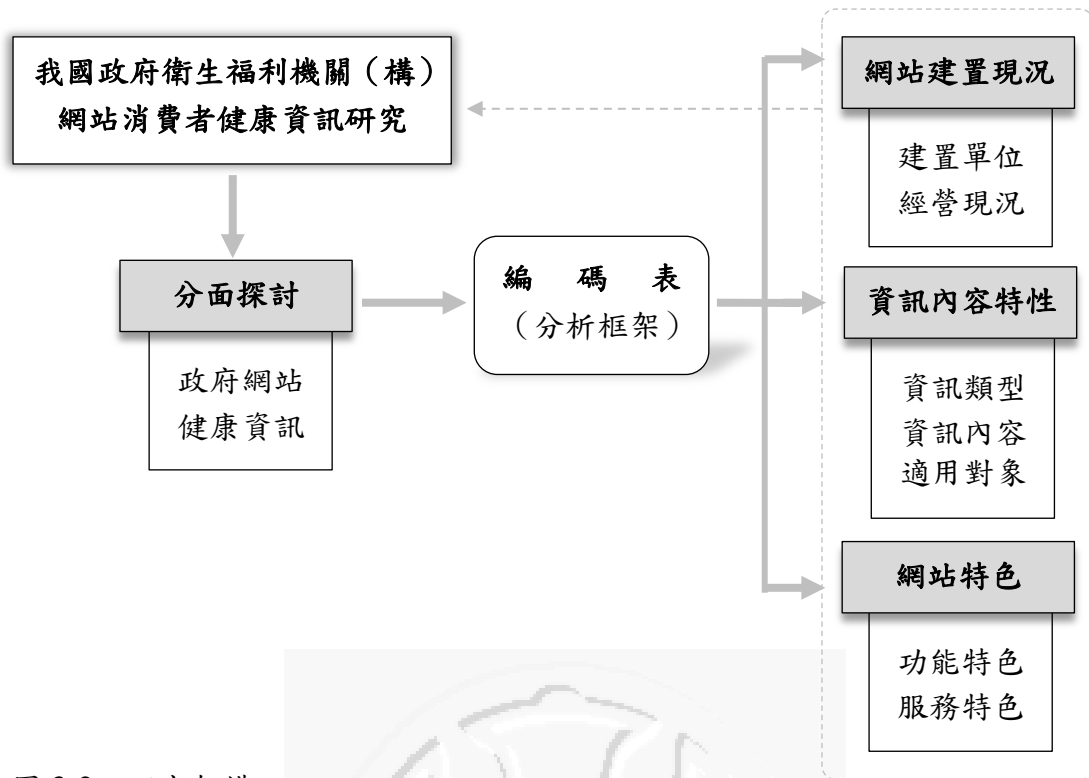 我國政府衛生福利機關（構）
網站消費者健康資訊研究
分面探討
政府網站
健康資訊
編 碼 表
（分析框架）
網站建置現況
建置單位
經營現況
資訊內容特性
資訊類型
資訊內容
適用對象
網站特色
功能特色
服務特色